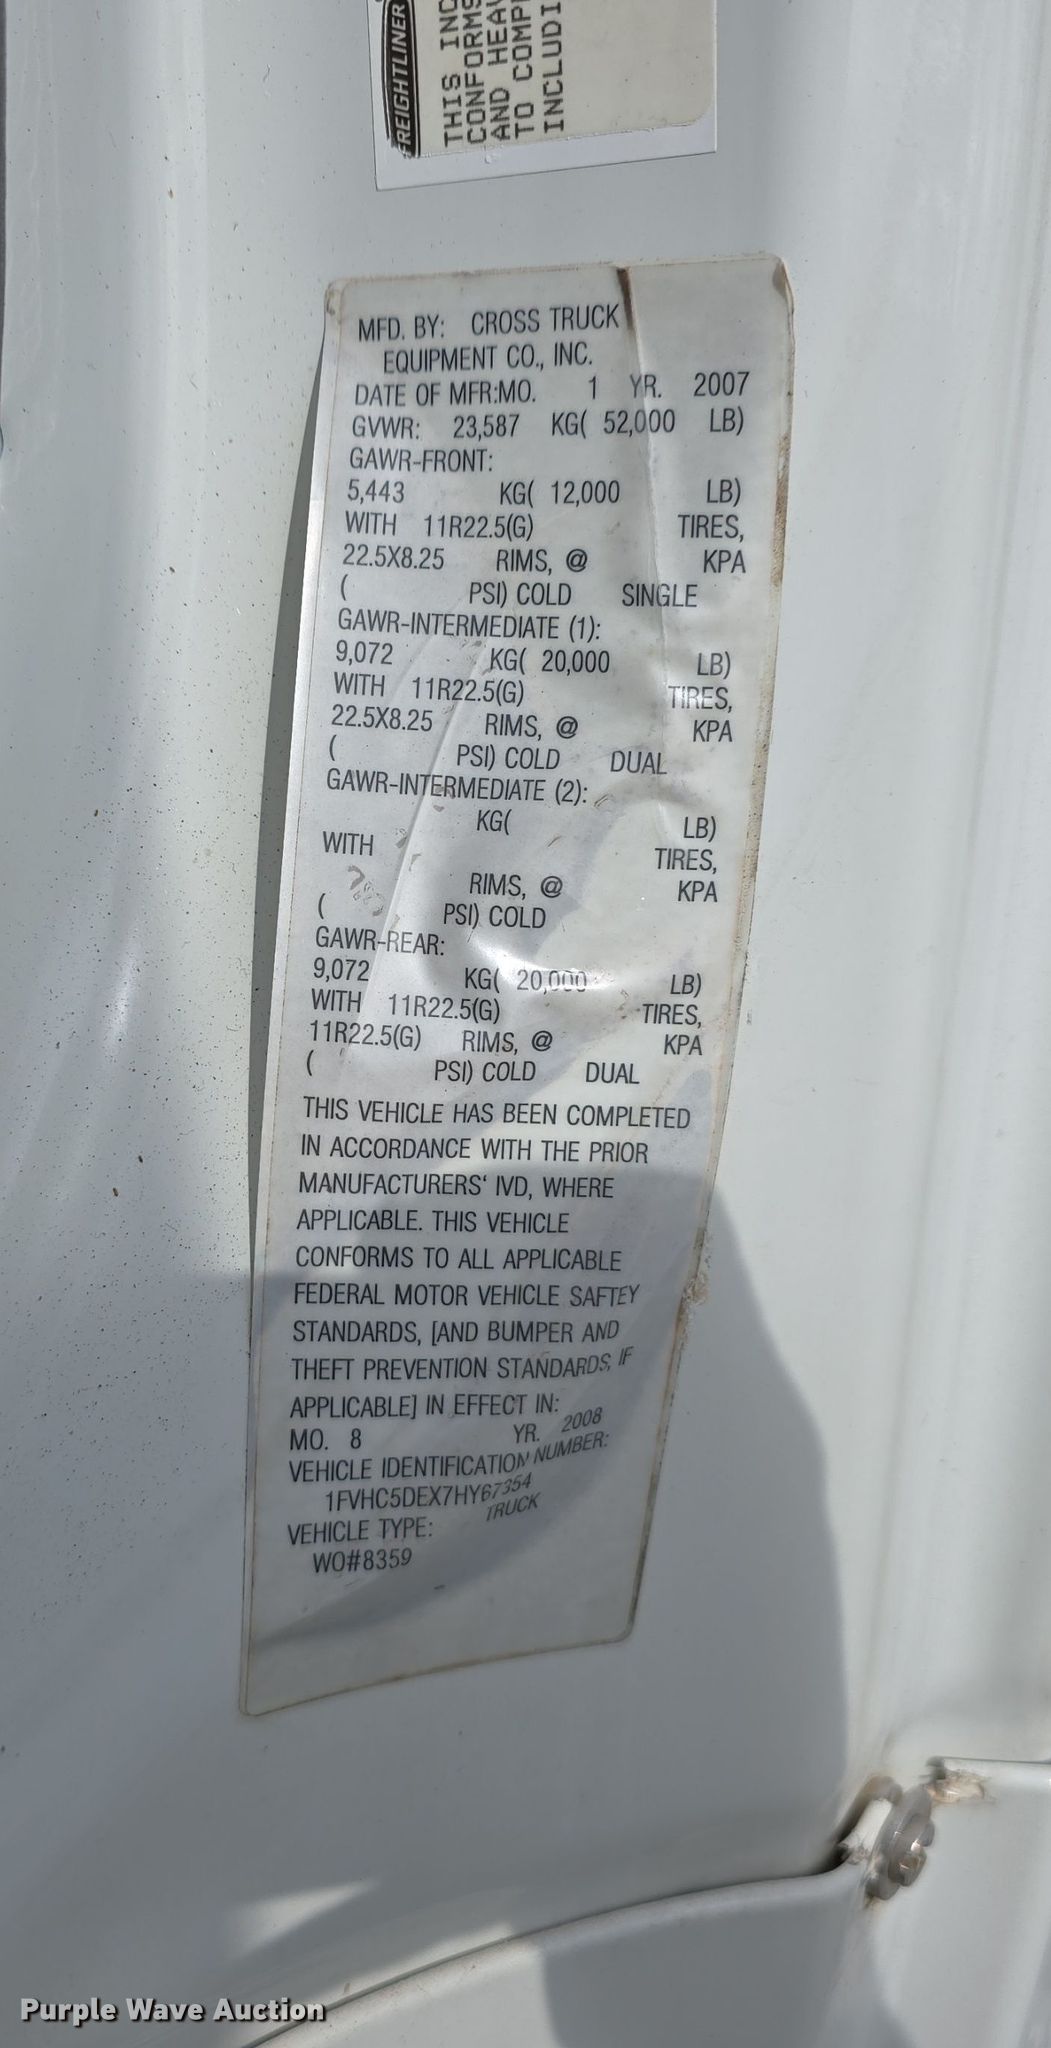 FREIGHTLINER
THIS INC
CONFORMS
AND HEAV
TO COMP
INCLUDI
MFD. BY: CROSS TRUCK
EQUIPMENT CO., INC.
DATE OF MFR:MO. 1 YR. 2007
GVWR: 23,587 KG( 52,000 LB)
GAWR-FRONT:
5,443 KG( 12,000 LB)
WITH 11R22.5(G) TIRES,
22.5X8.25 RIMS, @ KPA
( PSI) COLD SINGLE
GAWR-INTERMEDIATE (1):
9,072 KG( 20,000 LB)
WITH 11R22.5(G) TIRES,
22.5X8.25 RIMS, @ KPA
( PSI) COLD DUAL
GAWR-INTERMEDIATE (2):
KG( LB)
WITH TIRES,
RIMS, @ KPA
( PSI) COLD
GAWR-REAR:
9,072 KG( 20,000 LB)
WITH 11R22.5(G) TIRES,
11R22.5(G) RIMS, @ KPA
( PSI) COLD DUAL
THIS VEHICLE HAS BEEN COMPLETED
IN ACCORDANCE WITH THE PRIOR
MANUFACTURERS' IVD, WHERE
APPLICABLE. THIS VEHICLE
CONFORMS TO ALL APPLICABLE
FEDERAL MOTOR VEHICLE SAFTEY
STANDARDS, [AND BUMPER AND
THEFT PREVENTION STANDARDS, IF
APPLICABLE] IN EFFECT IN:
MO. 8 YR. 2008
VEHICLE IDENTIFICATION NUMBER:
1FVHC5DEX7HY67354
VEHICLE TYPE: TRUCK
WO#8359
Purple Wave Auction